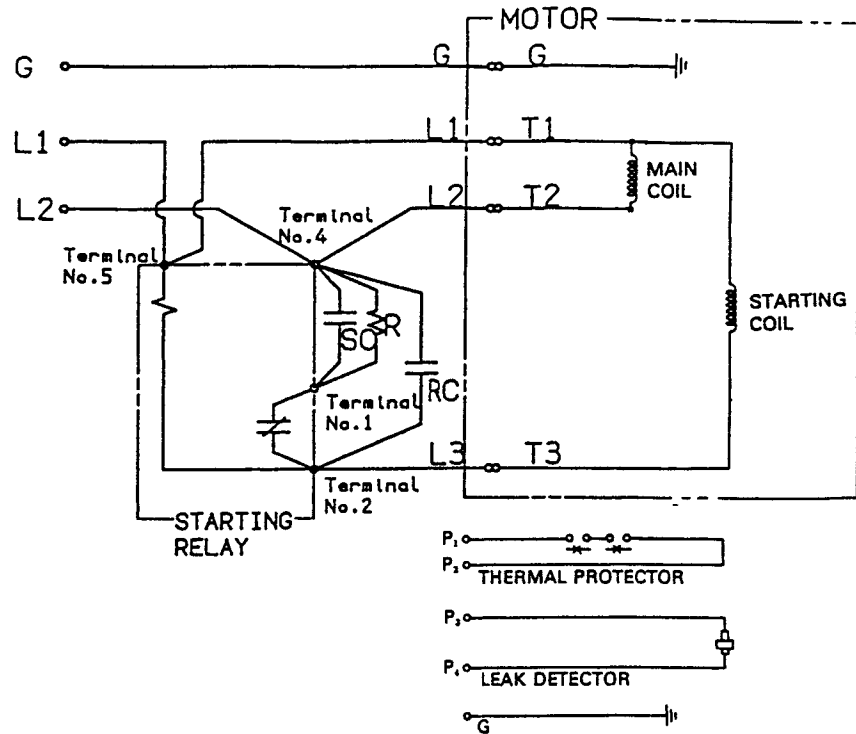 MOTOR
G G G
L1 L1 T1
MAIN
COIL
L2 L2 T2
Terminal
No.4
Terminal
No.5
STARTING
COIL
SC R
RC
Terminal
No.1
L3 T3
Terminal
No.2
STARTING
RELAY
P₁
P₂
THERMAL PROTECTOR
P₃
P₄
LEAK DETECTOR
G